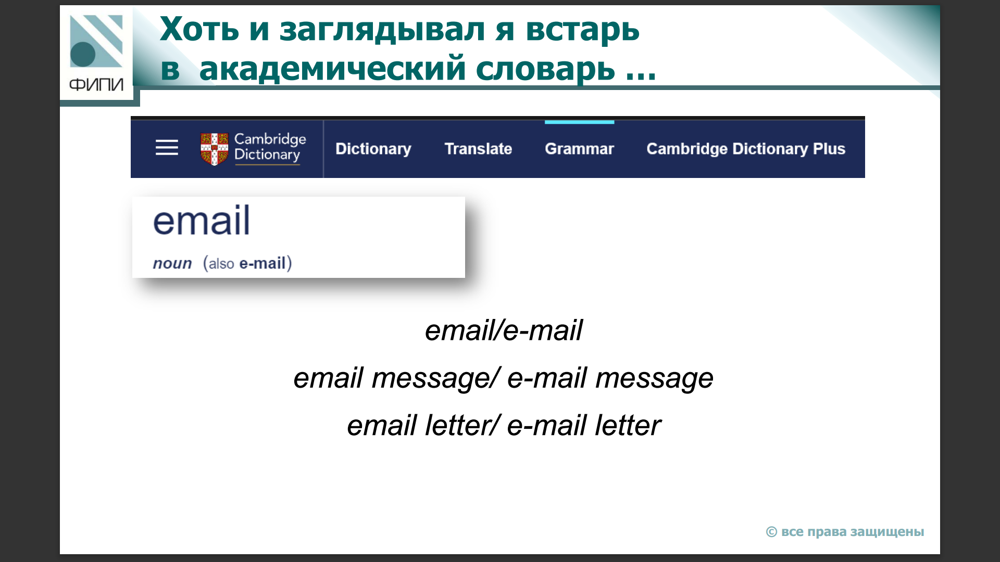 Хоть и заглядывал я встарь
в академический словарь ...
ФИПИ
Cambridge
Dictionary
Dictionary Translate Grammar Cambridge Dictionary Plus
email
noun (also e-mail)
email/e-mail
email message/ e-mail message
email letter/ e-mail letter
© все права защищены